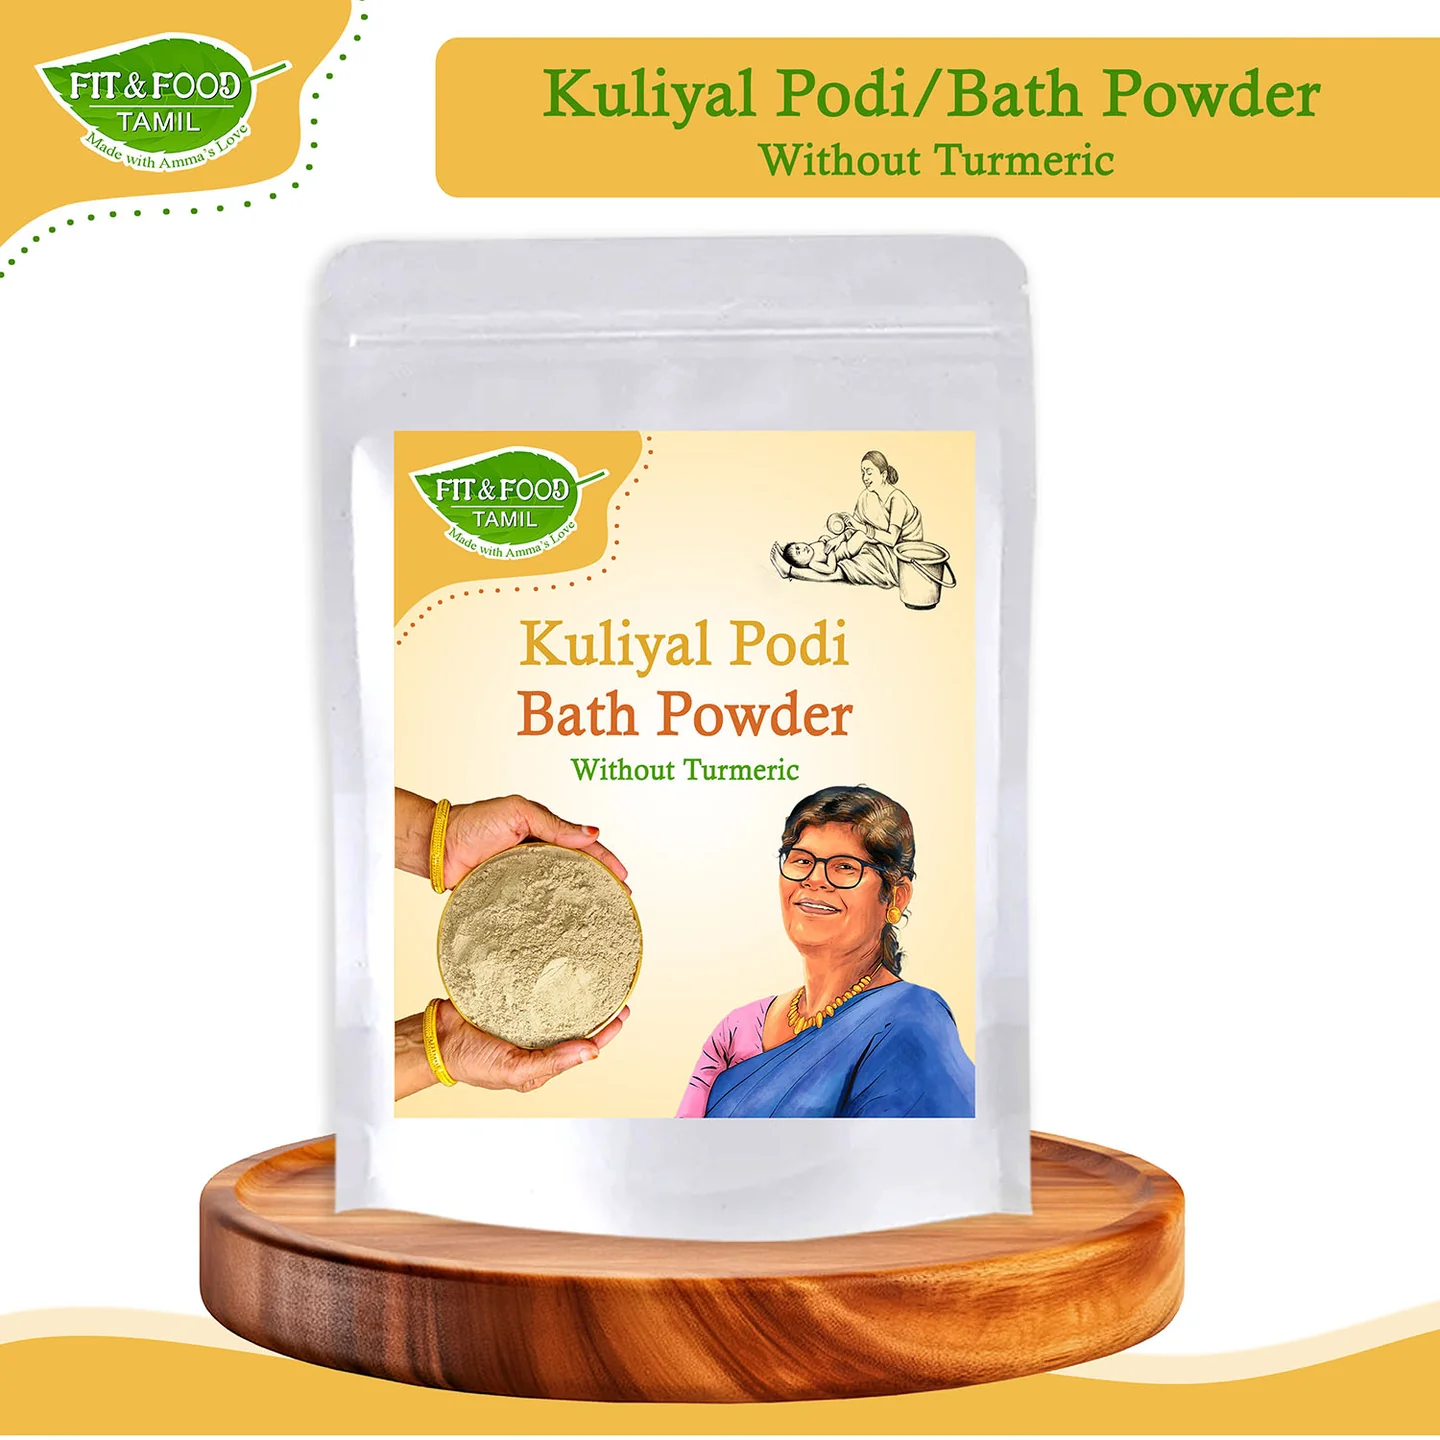 FIT & FOOD
TAMIL
Made with Amma's Love
Kuliyal Podi/Bath Powder
Without Turmeric
FIT & FOOD
TAMIL
Made with Amma's Love
Kuliyal Podi
Bath Powder
Without Turmeric